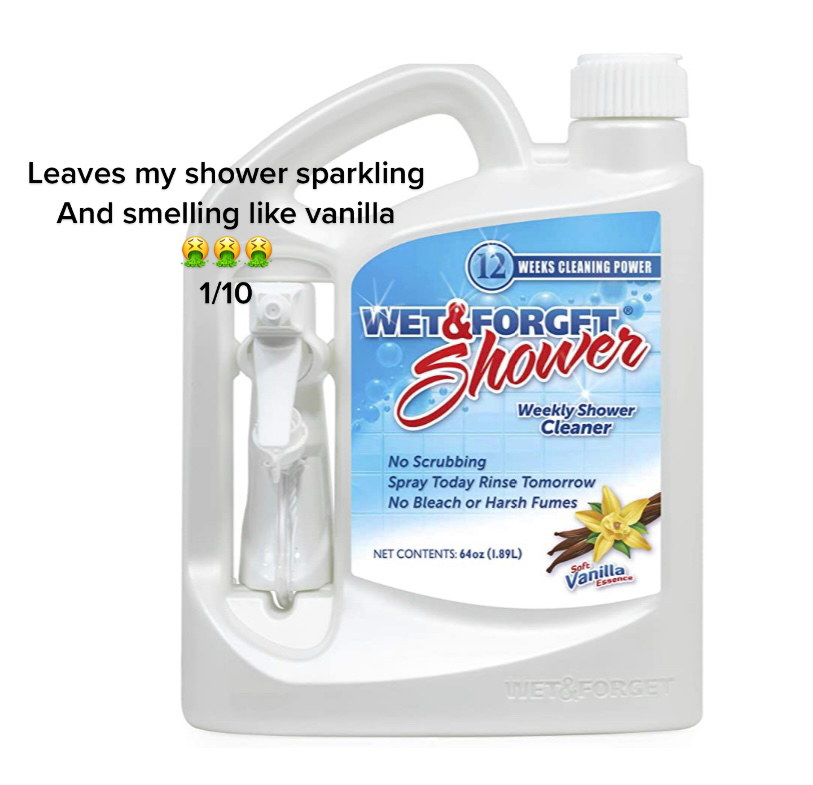 Leaves my shower sparkling
And smelling like vanilla
🤮🤮🤮
1/10
12 WEEKS CLEANING POWER
WET&FORGET®
Shower
Weekly Shower
Cleaner
No Scrubbing
Spray Today Rinse Tomorrow
No Bleach or Harsh Fumes
NET CONTENTS: 64oz (1.89L)
Soft
Vanilla
Essence
WET&FORGET